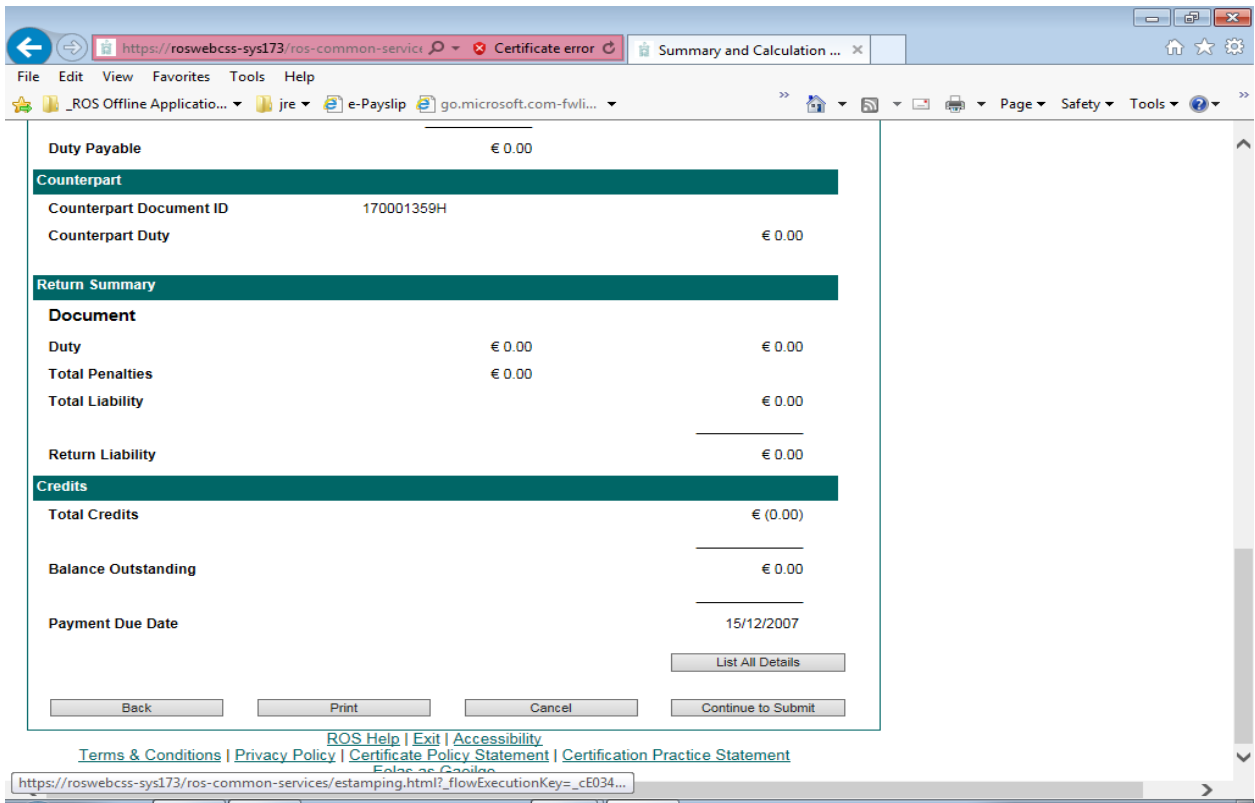 https://roswebcss-sys173/ros-common-service Certificate error Summary and Calculation ...
File Edit View Favorites Tools Help
_ROS Offline Applicatio... jre e-Payslip go.microsoft.com-fwli... Page Safety Tools
Duty Payable € 0.00
Counterpart
Counterpart Document ID 170001359H
Counterpart Duty € 0.00
Return Summary
Document
Duty € 0.00 € 0.00
Total Penalties € 0.00
Total Liability € 0.00
Return Liability € 0.00
Credits
Total Credits € (0.00)
Balance Outstanding € 0.00
Payment Due Date 15/12/2007
List All Details
Back Print Cancel Continue to Submit
ROS Help | Exit | Accessibility
Terms & Conditions | Privacy Policy | Certificate Policy Statement | Certification Practice Statement
Eolas as Gaeilge
https://roswebcss-sys173/ros-common-services/estamping.html?_flowExecutionKey=_cE034...